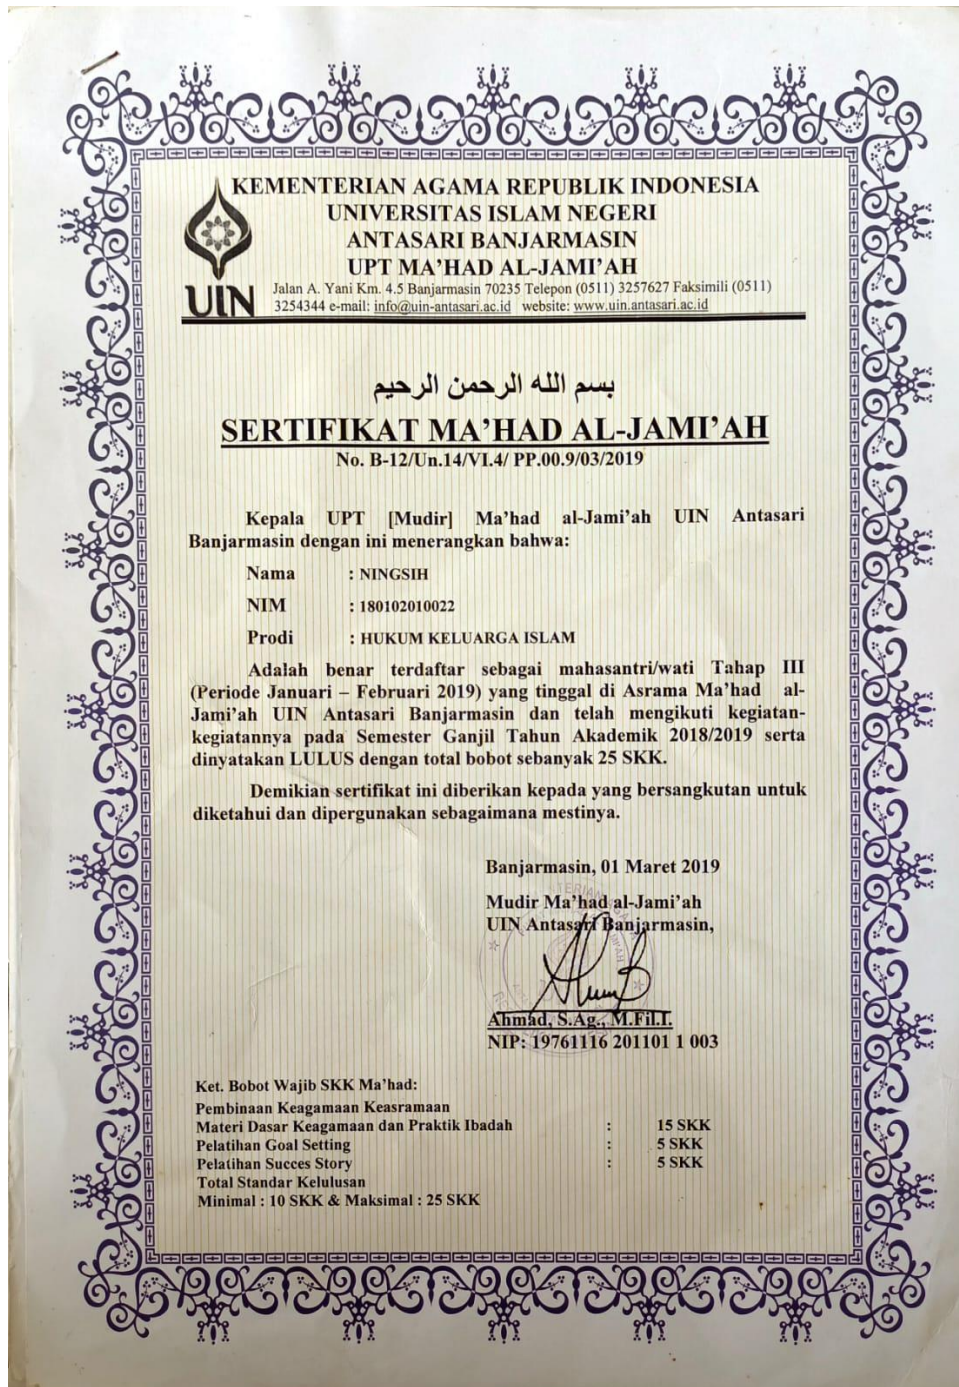 KEMENTERIAN AGAMA REPUBLIK INDONESIA
UNIVERSITAS ISLAM NEGERI
ANTASARI BANJARMASIN
UPT MA'HAD AL-JAMI'AH
Jalan A. Yani Km. 4.5 Banjarmasin 70235 Telepon (0511) 3257627 Faksimili (0511)
3254344 e-mail: info@uin-antasari.ac.id website: www.uin.antasari.ac.id
UIN
بسم الله الرحمن الرحيم
SERTIFIKAT MA'HAD AL-JAMI'AH
No. B-12/Un.14/VI.4/ PP.00.9/03/2019
Kepala UPT [Mudir] Ma'had al-Jami'ah UIN Antasari
Banjarmasin dengan ini menerangkan bahwa:
Nama : NINGSIH
NIM : 180102010022
Prodi : HUKUM KELUARGA ISLAM
Adalah benar terdaftar sebagai mahasantri/wati Tahap III
(Periode Januari – Februari 2019) yang tinggal di Asrama Ma'had al-
Jami'ah UIN Antasari Banjarmasin dan telah mengikuti kegiatan-
kegiatannya pada Semester Ganjil Tahun Akademik 2018/2019 serta
dinyatakan LULUS dengan total bobot sebanyak 25 SKK.
Demikian sertifikat ini diberikan kepada yang bersangkutan untuk
diketahui dan dipergunakan sebagaimana mestinya.
Banjarmasin, 01 Maret 2019
Mudir Ma'had al-Jami'ah
UIN Antasari Banjarmasin,
Ahmad, S.Ag., M.Fil.I.
NIP: 19761116 201101 1 003
Ket. Bobot Wajib SKK Ma'had:
Pembinaan Keagamaan Keasramaan
Materi Dasar Keagamaan dan Praktik Ibadah : 15 SKK
Pelatihan Goal Setting : 5 SKK
Pelatihan Succes Story : 5 SKK
Total Standar Kelulusan
Minimal : 10 SKK & Maksimal : 25 SKK